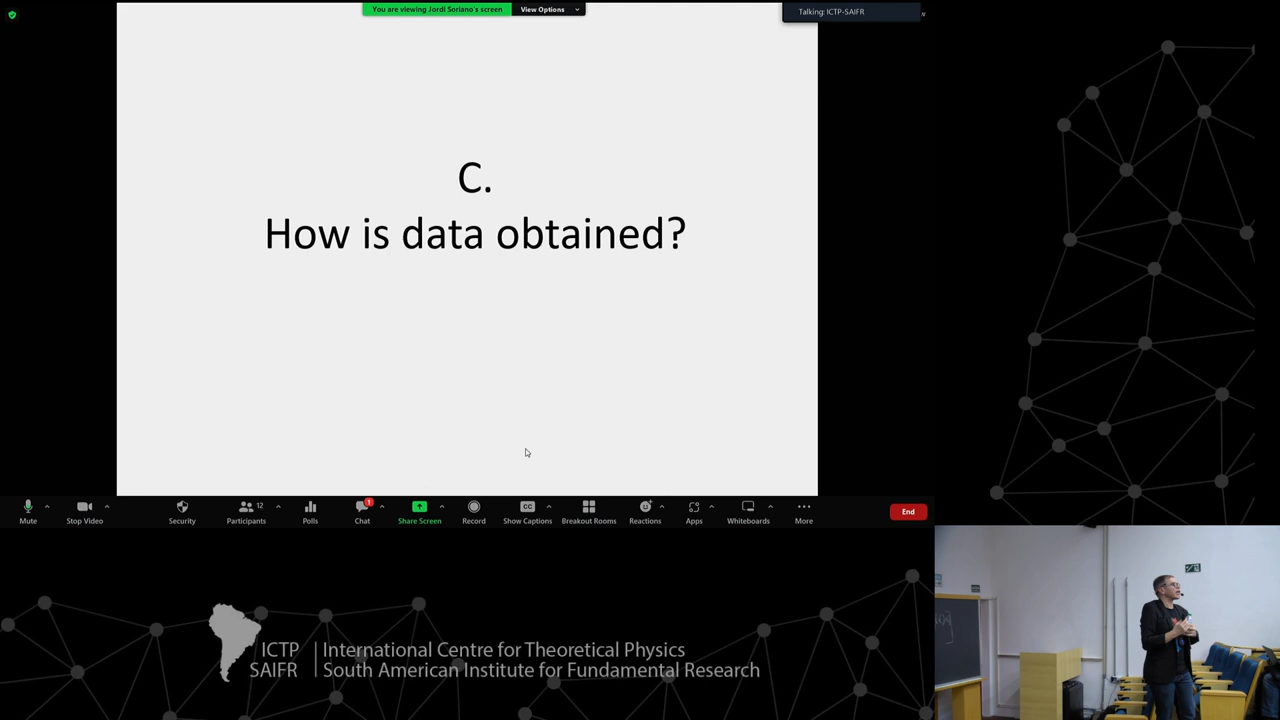 You are viewing Jordi Soriano's screen
View Options
Talking: ICTP-SAIFR
C.
How is data obtained?
Mute
Stop Video
Security
12
Participants
Polls
1
Chat
Share Screen
Record
CC
Show Captions
Breakout Rooms
Reactions
Apps
Whiteboards
More
End
ICTP
SAIFR
International Centre for Theoretical Physics
South American Institute for Fundamental Research